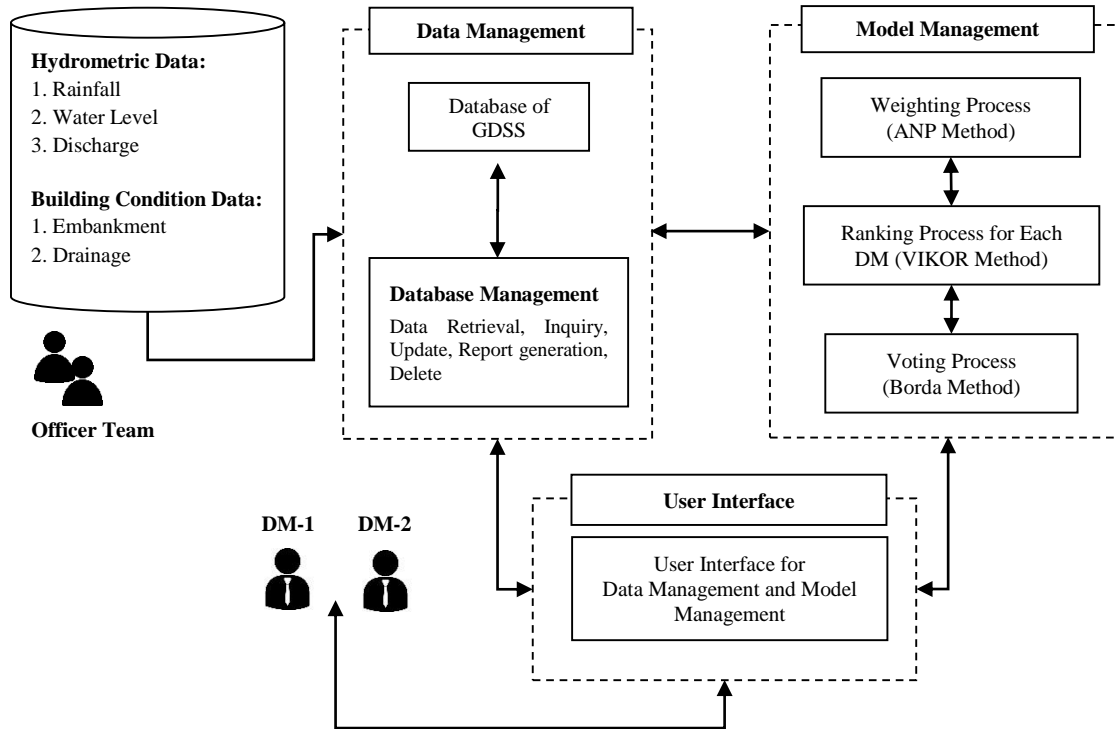 Hydrometric Data:
1. Rainfall
2. Water Level
3. Discharge
Building Condition Data:
1. Embankment
2. Drainage
Officer Team
Data Management
Database of
GDSS
Database Management
Data Retrieval, Inquiry,
Update, Report generation,
Delete
Model Management
Weighting Process
(ANP Method)
Ranking Process for Each
DM (VIKOR Method)
Voting Process
(Borda Method)
DM-1
DM-2
User Interface
User Interface for
Data Management and Model
Management